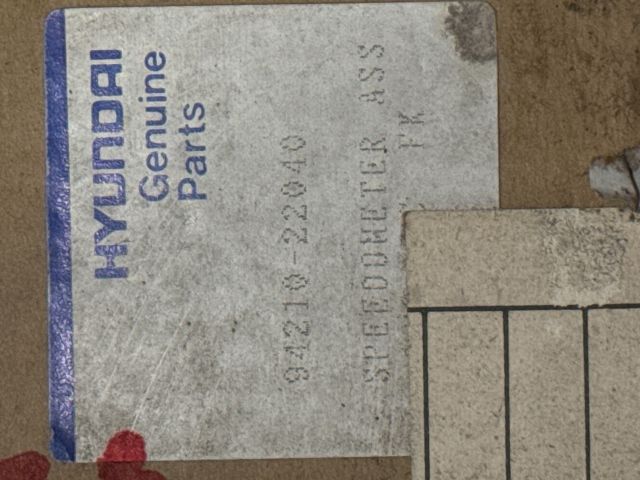 HYUNDAI
Genuine
Parts
94210-22040
SPEEDOMETER ASS
FK